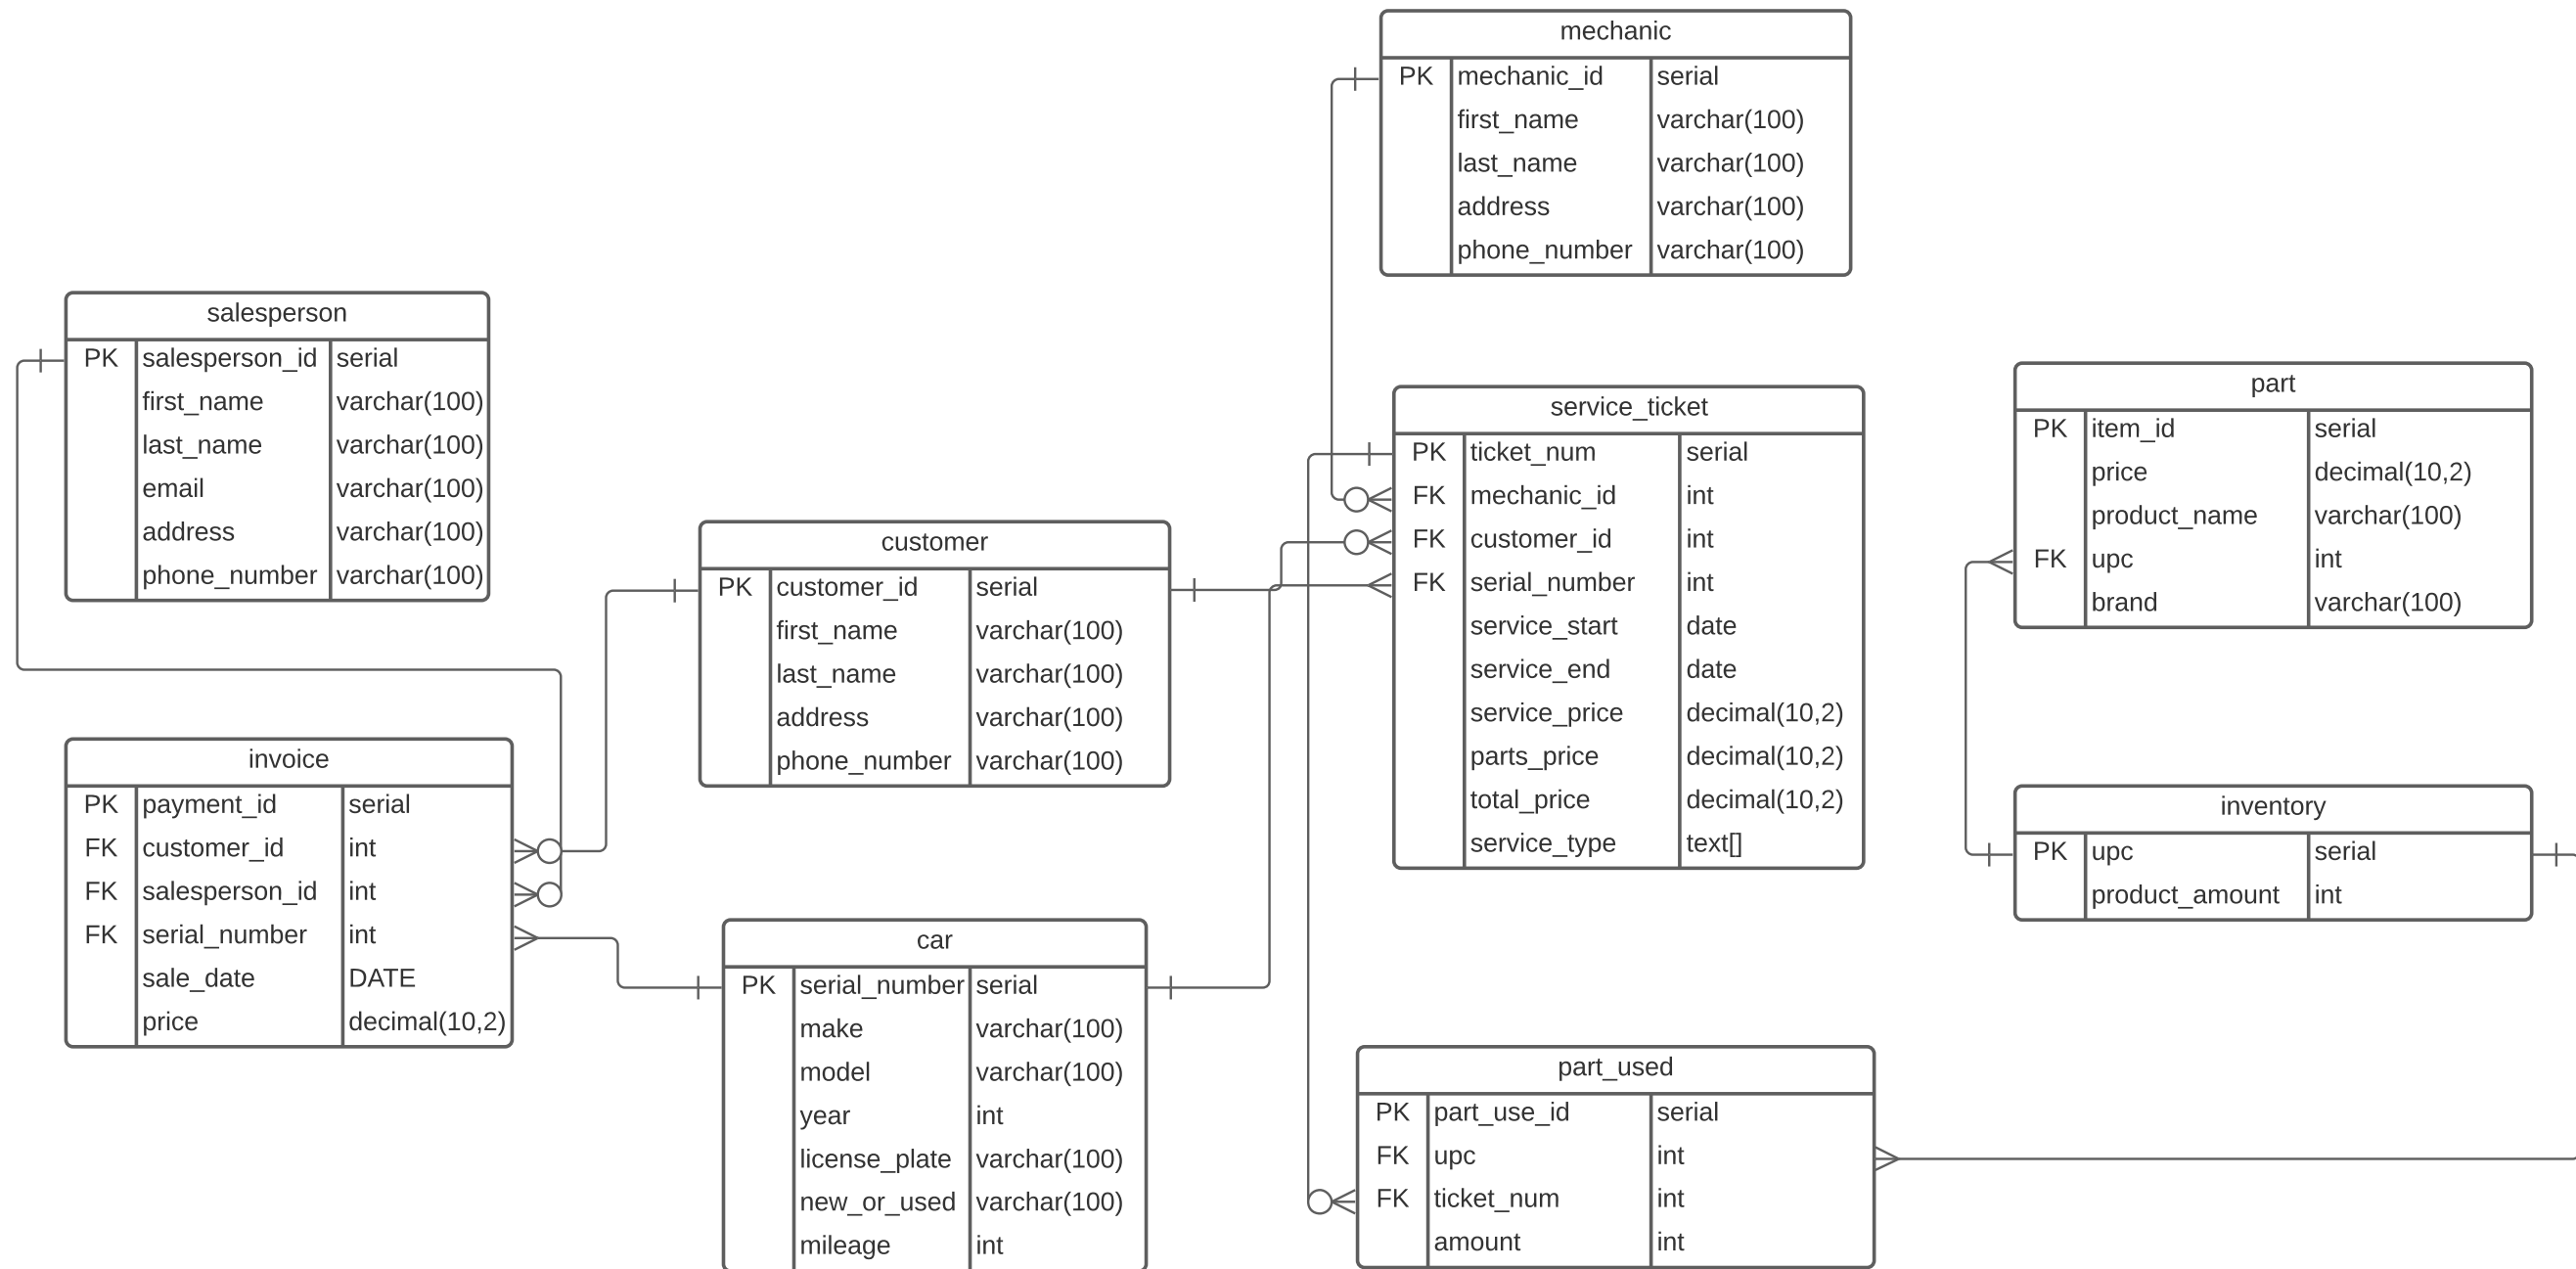 mechanic
PK mechanic_id serial
first_name varchar(100)
last_name varchar(100)
address varchar(100)
phone_number varchar(100)
salesperson
PK salesperson_id serial
first_name varchar(100)
last_name varchar(100)
email varchar(100)
address varchar(100)
phone_number varchar(100)
service_ticket
PK ticket_num serial
FK mechanic_id int
FK customer_id int
FK serial_number int
service_start date
service_end date
service_price decimal(10,2)
parts_price decimal(10,2)
total_price decimal(10,2)
service_type text[]
part
PK item_id serial
price decimal(10,2)
product_name varchar(100)
FK upc int
brand varchar(100)
customer
PK customer_id serial
first_name varchar(100)
last_name varchar(100)
address varchar(100)
phone_number varchar(100)
invoice
PK payment_id serial
FK customer_id int
FK salesperson_id int
FK serial_number int
sale_date DATE
price decimal(10,2)
inventory
PK upc serial
product_amount int
car
PK serial_number serial
make varchar(100)
model varchar(100)
year int
license_plate varchar(100)
new_or_used varchar(100)
mileage int
part_used
PK part_use_id serial
FK upc int
FK ticket_num int
amount int